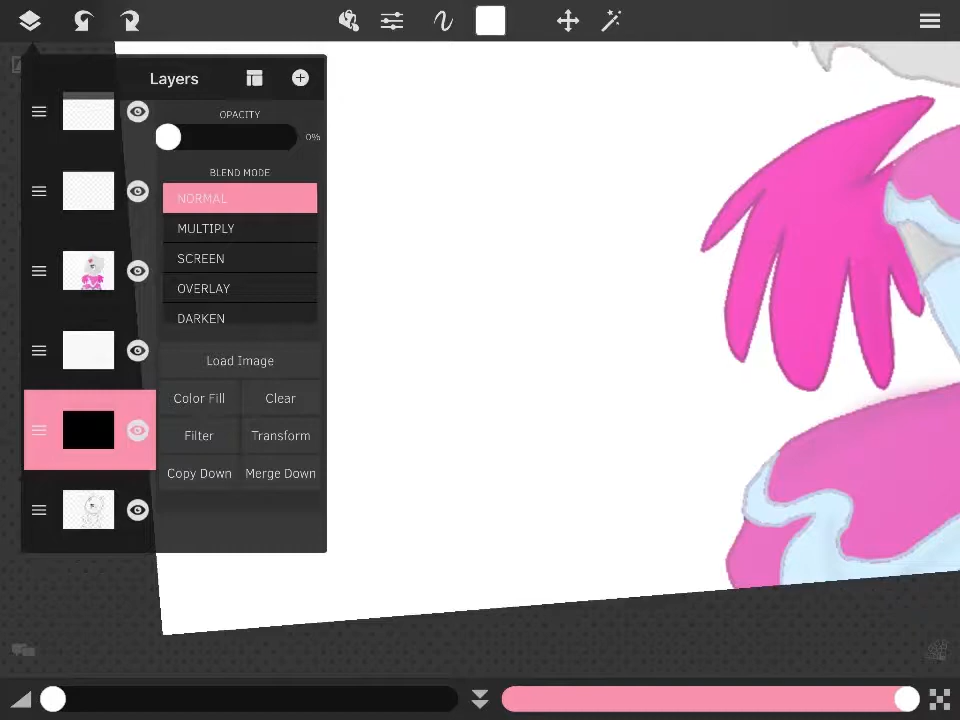 Layers
OPACITY
0%
BLEND MODE
NORMAL
MULTIPLY
SCREEN
OVERLAY
DARKEN
Load Image
Color Fill Clear
Filter Transform
Copy Down Merge Down